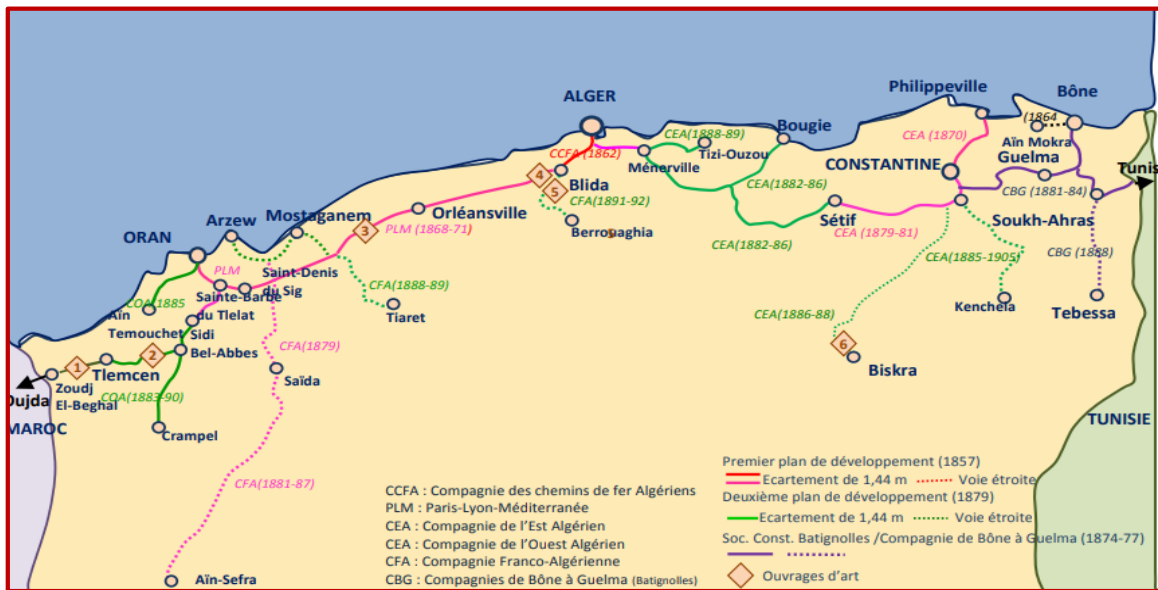 Philippeville
Bône
ALGER
(1864
CEA(1888-89)
Bougie
CEA (1870)
Aïn Mokra
CCFA (1862)
Tizi-Ouzou
Guelma
Ménerville
CONSTANTINE
Tunis
4
Blida
5
CEA(1882-86)
CBG (1881-84)
CFA(1891-92)
Mostaganem
Orléansville
Sétif
Arzew
3
PLM (1868-71)
Berrouaghia
Soukh-Ahras
ORAN
CEA (1879-81)
CEA(1882-86)
CBG (1888)
PLM
Saint-Denis
du Sig
CEA(1885-1905)
CFA(1888-89)
Sainte-Barbe
du Tlelat
COA(1885
Kenchela
Tebessa
Tiaret
Aïn
Temouchet
Sidi
Bel-Abbes
CEA(1886-88)
CFA(1879)
6
2
1
Tlemcen
Biskra
Saïda
Zoudj
El-Beghal
Oujda
COA(1883-90)
MAROC
TUNISIE
Crampel
CFA(1881-87)
Aïn-Sefra
CCFA : Compagnie des chemins de fer Algériens
PLM : Paris-Lyon-Méditerranée
CEA : Compagnie de l'Est Algérien
CEA : Compagnie de l'Ouest Algérien
CFA : Compagnie Franco-Algérienne
CBG : Compagnies de Bône à Guelma (Batignolles)
Premier plan de développement (1857)
Ecartement de 1,44 m Voie étroite
Deuxième plan de développement (1879)
Ecartement de 1,44 m Voie étroite
Soc. Const. Batignolles /Compagnie de Bône à Guelma (1874-77)
Ouvrages d'art